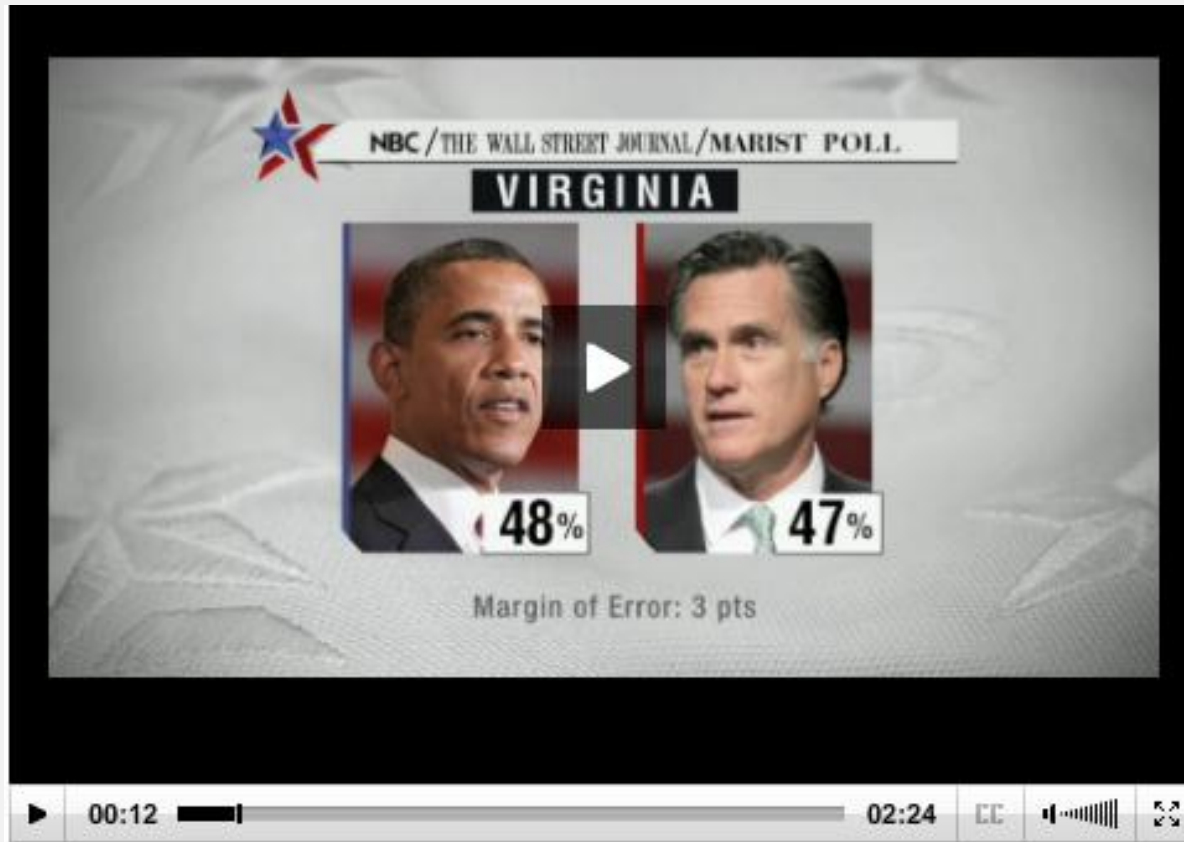 NBC/THE WALL STREET JOURNAL/MARIST POLL
VIRGINIA
48% 47%
Margin of Error: 3 pts
00:12 02:24 CC